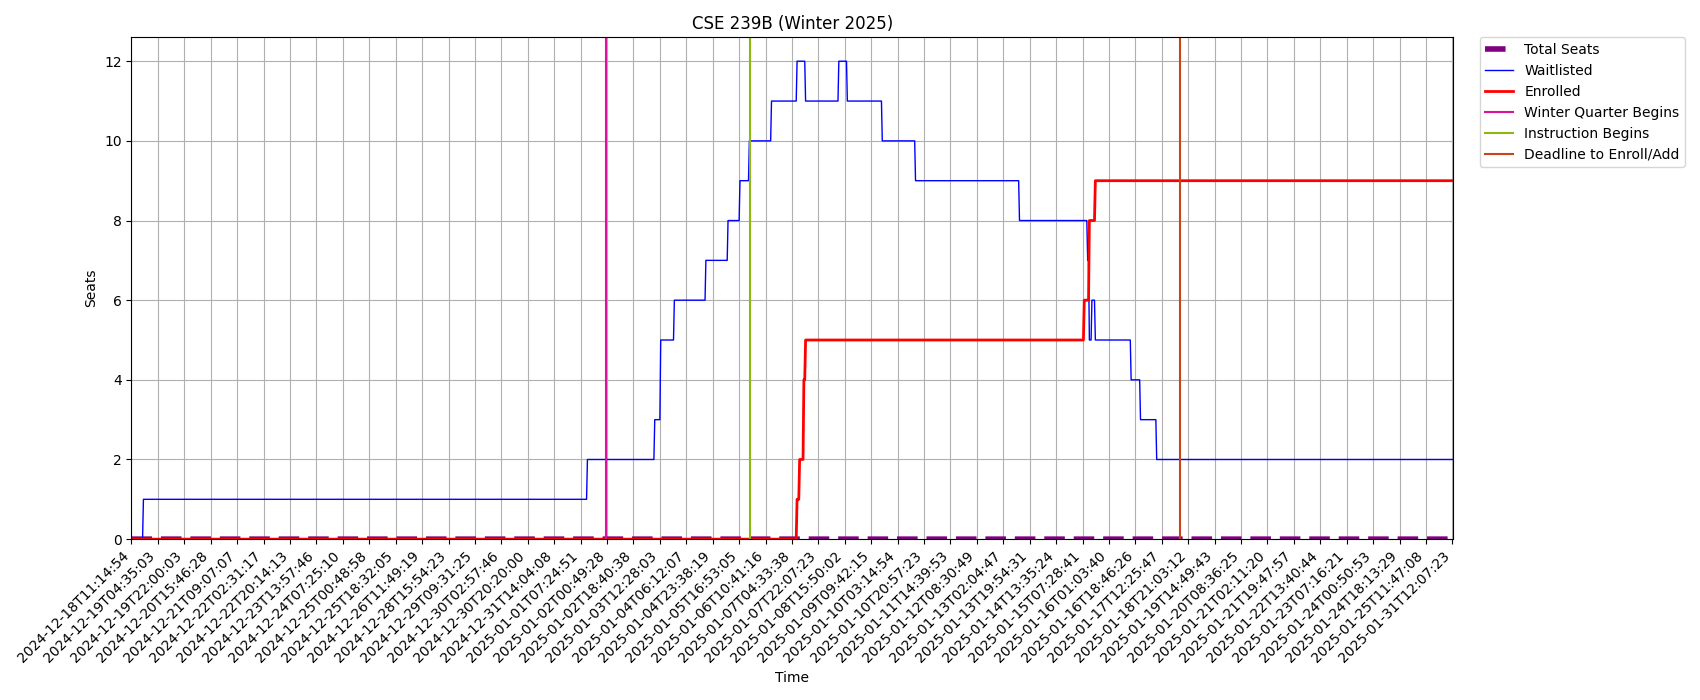 CSE 239B (Winter 2025)
Total Seats
Waitlisted
Enrolled
Winter Quarter Begins
Instruction Begins
Deadline to Enroll/Add
Seats
12
10
8
6
4
2
0
2024-12-18T11:14:54
2024-12-19T04:35:03
2024-12-19T22:00:03
2024-12-20T15:46:28
2024-12-21T09:07:07
2024-12-22T02:31:17
2024-12-22T20:14:13
2024-12-23T13:57:46
2024-12-24T07:25:10
2024-12-25T00:48:58
2024-12-25T18:32:05
2024-12-26T11:49:19
2024-12-28T15:54:23
2024-12-29T09:31:25
2024-12-30T02:57:46
2024-12-30T20:20:00
2024-12-31T14:04:08
2025-01-01T07:24:51
2025-01-02T00:49:28
2025-01-02T18:40:38
2025-01-03T12:28:03
2025-01-04T06:12:07
2025-01-04T23:38:19
2025-01-05T16:53:05
2025-01-06T10:41:16
2025-01-07T04:33:38
2025-01-07T22:07:23
2025-01-08T15:50:02
2025-01-09T09:42:15
2025-01-10T03:14:54
2025-01-10T20:57:23
2025-01-11T14:39:53
2025-01-12T08:30:49
2025-01-13T02:04:47
2025-01-13T19:54:31
2025-01-14T13:35:24
2025-01-15T07:28:41
2025-01-16T01:03:40
2025-01-16T18:46:26
2025-01-17T12:25:47
2025-01-18T21:03:12
2025-01-19T14:49:43
2025-01-20T08:36:25
2025-01-21T02:11:20
2025-01-21T19:47:57
2025-01-22T13:40:44
2025-01-23T07:16:21
2025-01-24T00:50:53
2025-01-24T18:13:29
2025-01-25T11:47:08
2025-01-31T12:07:23
Time